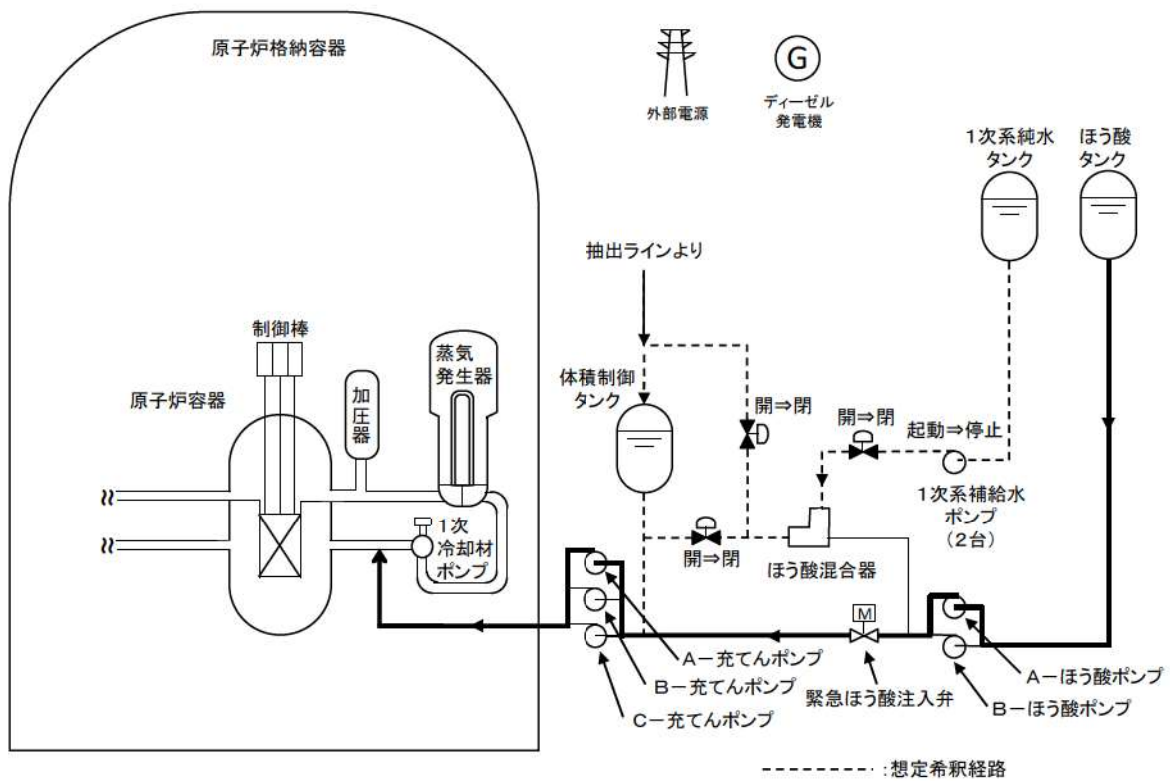 原子炉格納容器
外部電源
G
ディーゼル
発電機
1次系純水
タンク
ほう酸
タンク
抽出ラインより
制御棒
蒸気
発生器
加圧器
原子炉容器
体積制御
タンク
開⇒閉
開⇒閉
起動⇒停止
1次系補給水
ポンプ
(2台)
1次
冷却材
ポンプ
開⇒閉
ほう酸混合器
M
A-充てんポンプ
B-充てんポンプ
C-充てんポンプ
緊急ほう酸注入弁
A-ほう酸ポンプ
B-ほう酸ポンプ
:想定希釈経路